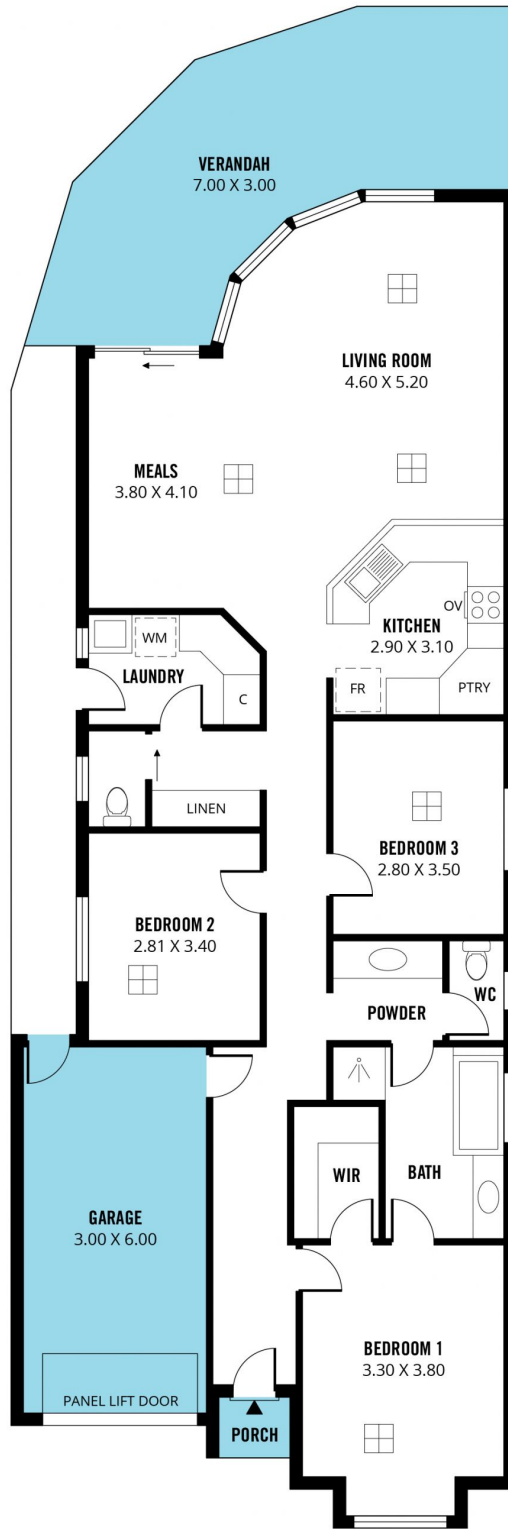 VERANDAH
7.00 X 3.00
LIVING ROOM
4.60 X 5.20
MEALS
3.80 X 4.10
OV
KITCHEN
2.90 X 3.10
WM
LAUNDRY
C
FR
PTRY
LINEN
BEDROOM 3
2.80 X 3.50
BEDROOM 2
2.81 X 3.40
WC
POWDER
WIR
BATH
GARAGE
3.00 X 6.00
BEDROOM 1
3.30 X 3.80
PANEL LIFT DOOR
PORCH